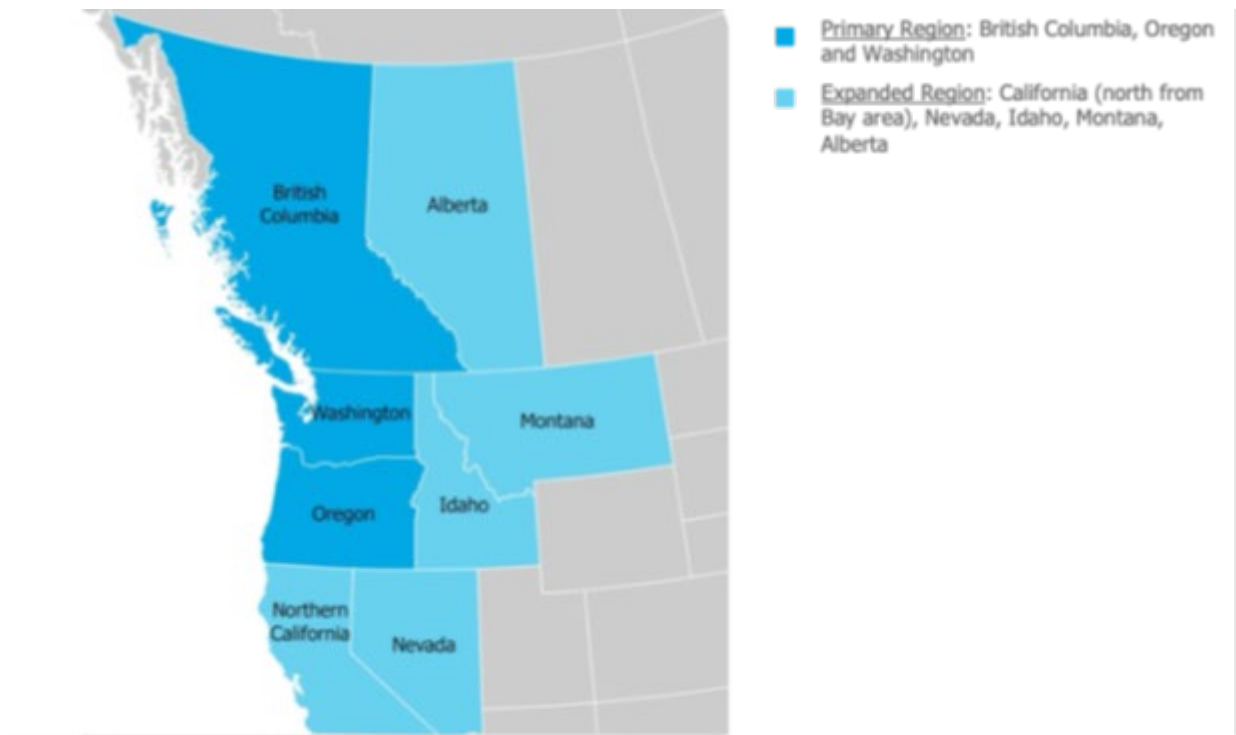 Primary Region: British Columbia, Oregon
and Washington
Expanded Region: California (north from
Bay area), Nevada, Idaho, Montana,
Alberta
British
Columbia
Alberta
Washington
Montana
Oregon
Idaho
Northern
California
Nevada